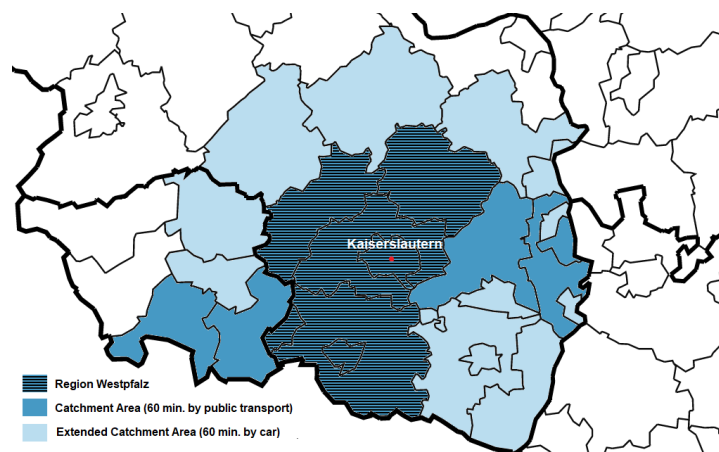 Kaiserslautern
Region Westpfalz
Catchment Area (60 min. by public transport)
Extended Catchment Area (60 min. by car)